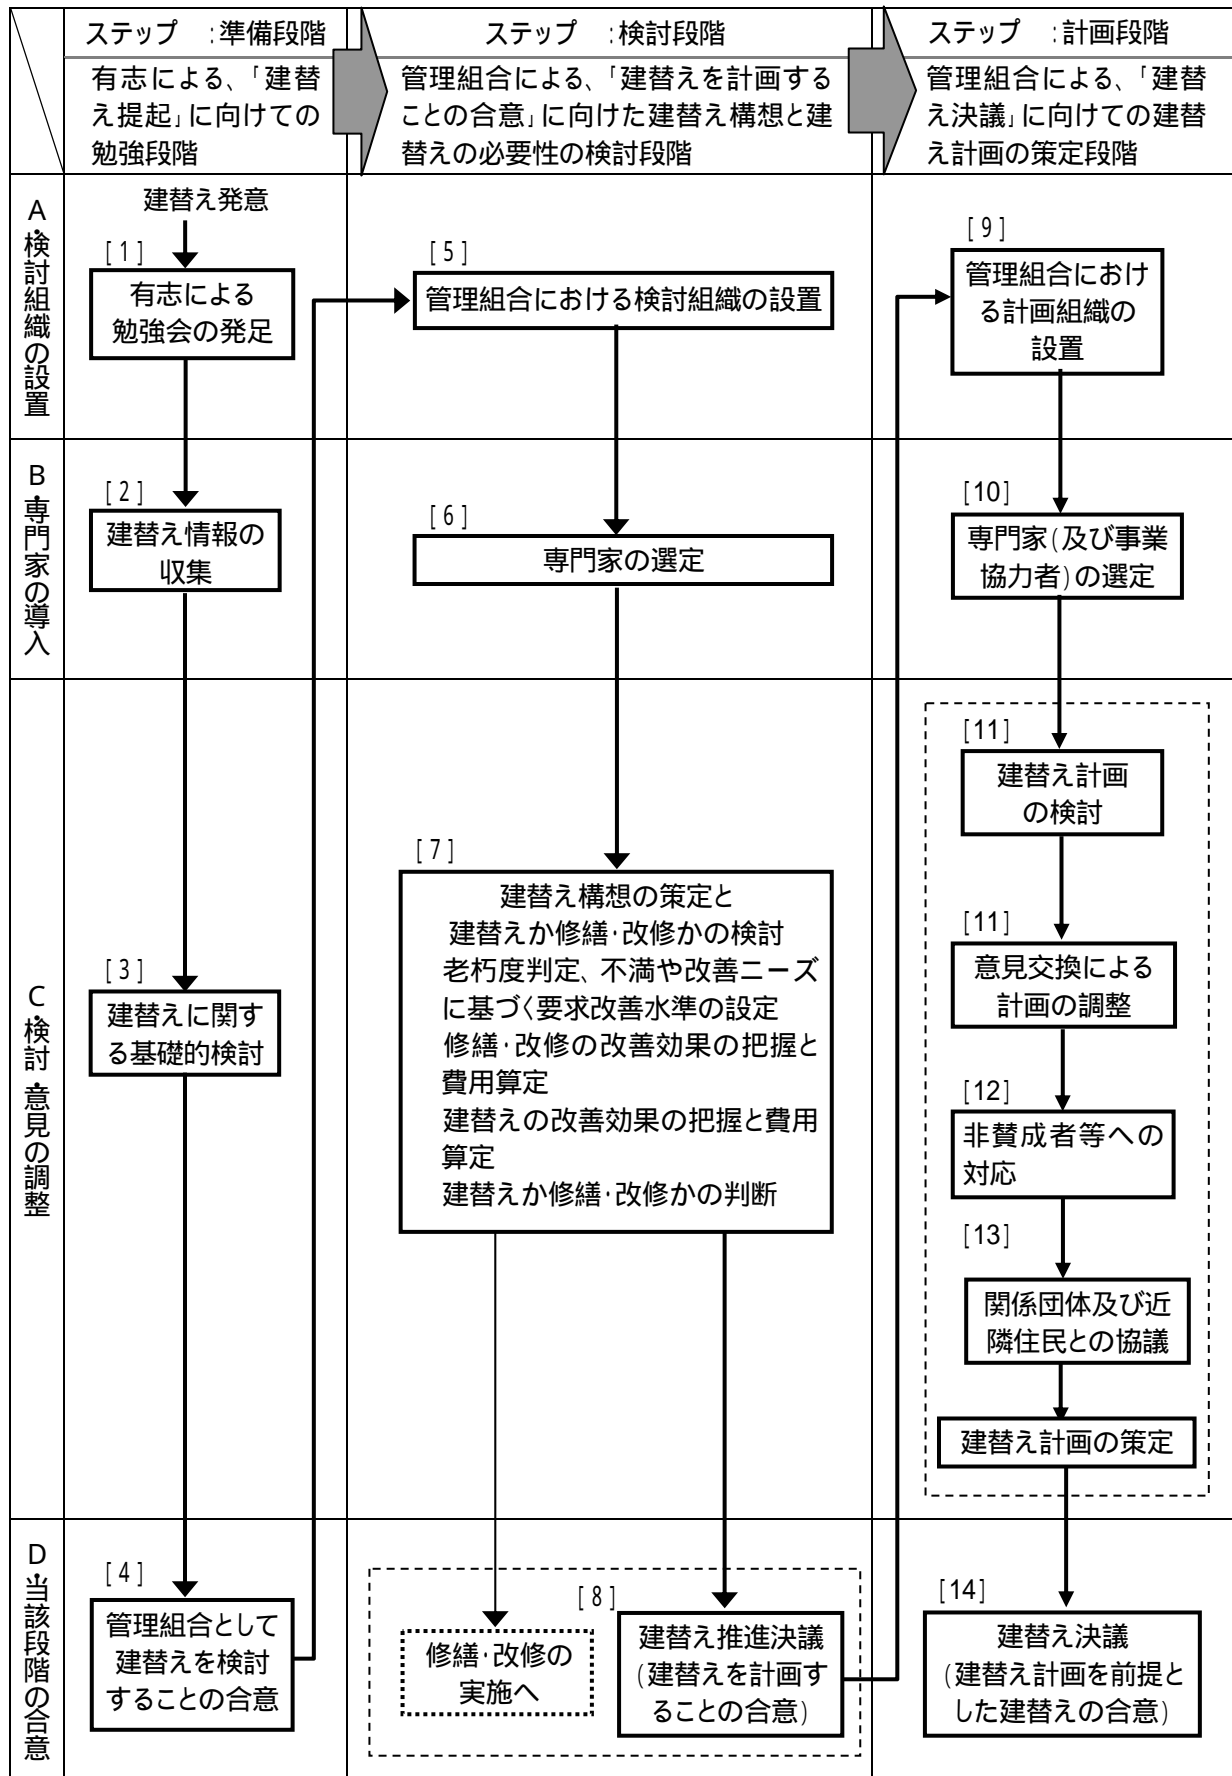 ステップ　：準備段階
有志による、「建替
え提起」に向けての
勉強段階
ステップ　：検討段階
管理組合による、「建替えを計画する
ことの合意」に向けた建替え構想と建
替えの必要性の検討段階
ステップ　：計画段階
管理組合による、「建替
え決議」に向けての建替
え計画の策定段階
A・検討組織の設置
建替え発意
[1]
有志による
勉強会の発足
[5]
管理組合における検討組織の設置
[9]
管理組合におけ
る計画組織の
設置
B・専門家の導入
[2]
建替え情報の
収集
[6]
専門家の選定
[10]
専門家(及び事業
協力者)の選定
C・検討・意見の調整
[3]
建替えに関す
る基礎的検討
[7]
建替え構想の策定と
建替えか修繕・改修かの検討
老朽度判定、不満や改善ニーズ
に基づく要求改善水準の設定
修繕・改修の改善効果の把握と
費用算定
建替えの改善効果の把握と費用
算定
建替えか修繕・改修かの判断
[11]
建替え計画
の検討
[11]
意見交換による
計画の調整
[12]
非賛成者等への
対応
[13]
関係団体及び近
隣住民との協議
建替え計画の策定
D・当該段階の合意
[4]
管理組合として
建替えを検討
することの合意
修繕・改修の
実施へ
[8]
建替え推進決議
(建替えを計画す
ることの合意)
[14]
建替え決議
(建替え計画を前提と
した建替えの合意)